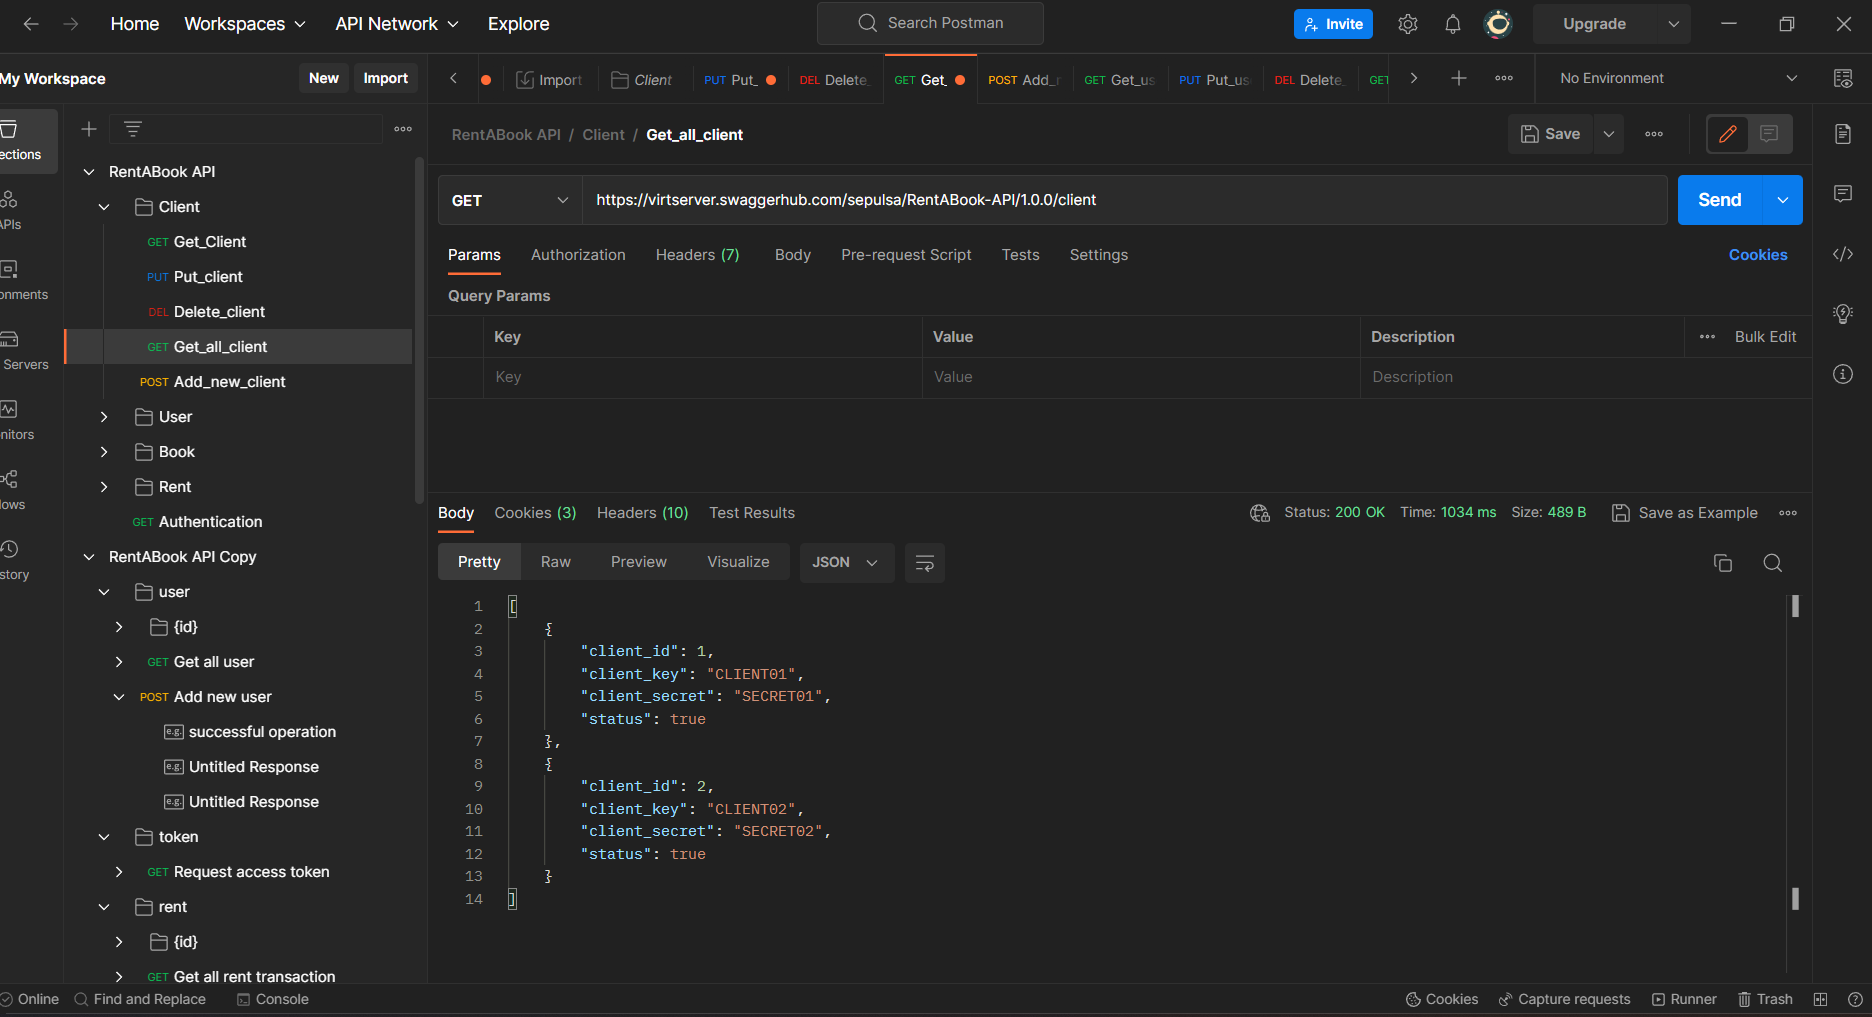 Home Workspaces API Network Explore Search Postman Invite Upgrade
My Workspace New Import
Import Client PUT Put_ DEL Delete_ GET Get_ POST Add_r GET Get_us PUT Put_us DEL Delete_ GET No Environment
ections
APIs
onments
Servers
nitors
lows
story
RentABook API
Client
GET Get_Client
PUT Put_client
DEL Delete_client
GET Get_all_client
POST Add_new_client
User
Book
Rent
GET Authentication
RentABook API Copy
user
{id}
GET Get all user
POST Add new user
e.g. successful operation
e.g. Untitled Response
e.g. Untitled Response
token
GET Request access token
rent
{id}
GET Get all rent transaction
RentABook API / Client / Get_all_client Save
GET https://virtserver.swaggerhub.com/sepulsa/RentABook-API/1.0.0/client Send
Params Authorization Headers (7) Body Pre-request Script Tests Settings Cookies
Query Params
Key Value Description Bulk Edit
Key Value Description
Body Cookies (3) Headers (10) Test Results Status: 200 OK Time: 1034 ms Size: 489 B Save as Example
Pretty Raw Preview Visualize JSON
1 [
2 {
3 "client_id": 1,
4 "client_key": "CLIENT01",
5 "client_secret": "SECRET01",
6 "status": true
7 },
8 {
9 "client_id": 2,
10 "client_key": "CLIENT02",
11 "client_secret": "SECRET02",
12 "status": true
13 }
14 ]
Online Find and Replace Console Cookies Capture requests Runner Trash